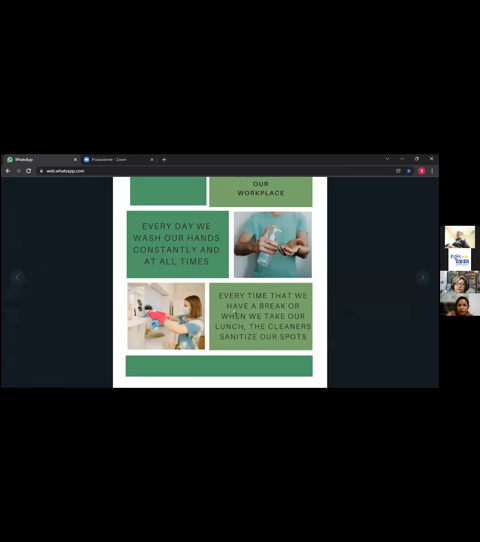 WhatsApp
Postpidente - Zoom
web.whatsapp.com
OUR
WORKPLACE
EVERY DAY WE
WASH OUR HANDS
CONSTANTLY AND
AT ALL TIMES
EVERY TIME THAT WE
HAVE A BREAK OR
WHEN WE TAKE OUR
LUNCH, THE CLEANERS
SANITIZE OUR SPOTS